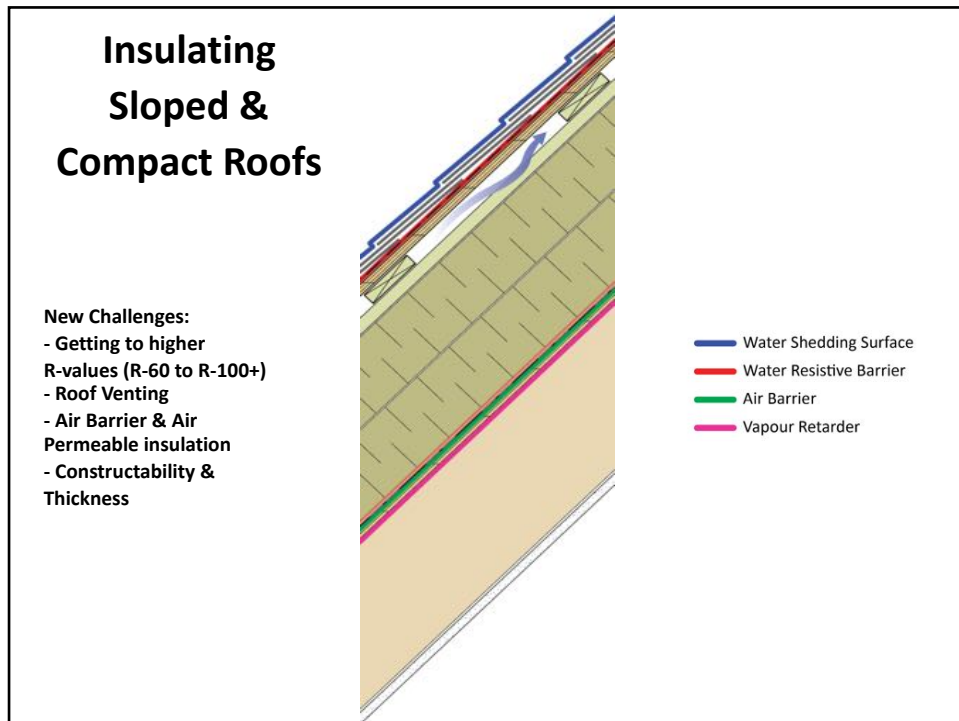 Insulating
Sloped &
Compact Roofs
New Challenges:
- Getting to higher
R-values (R-60 to R-100+)
- Roof Venting
- Air Barrier & Air
Permeable insulation
- Constructability &
Thickness
Water Shedding Surface
Water Resistive Barrier
Air Barrier
Vapour Retarder